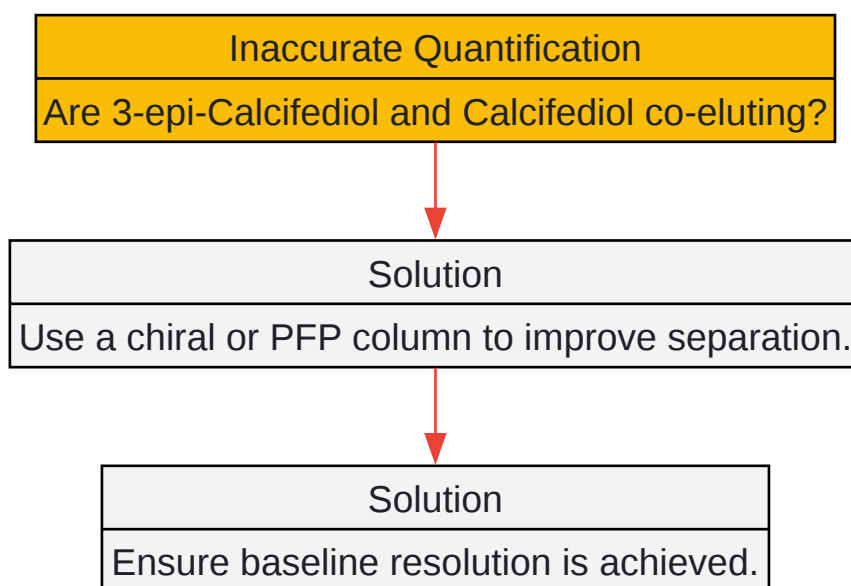 Inaccurate Quantification
Are 3-epi-Calcifediol and Calcifediol co-eluting?
Solution
Use a chiral or PFP column to improve separation.
Solution
Ensure baseline resolution is achieved.